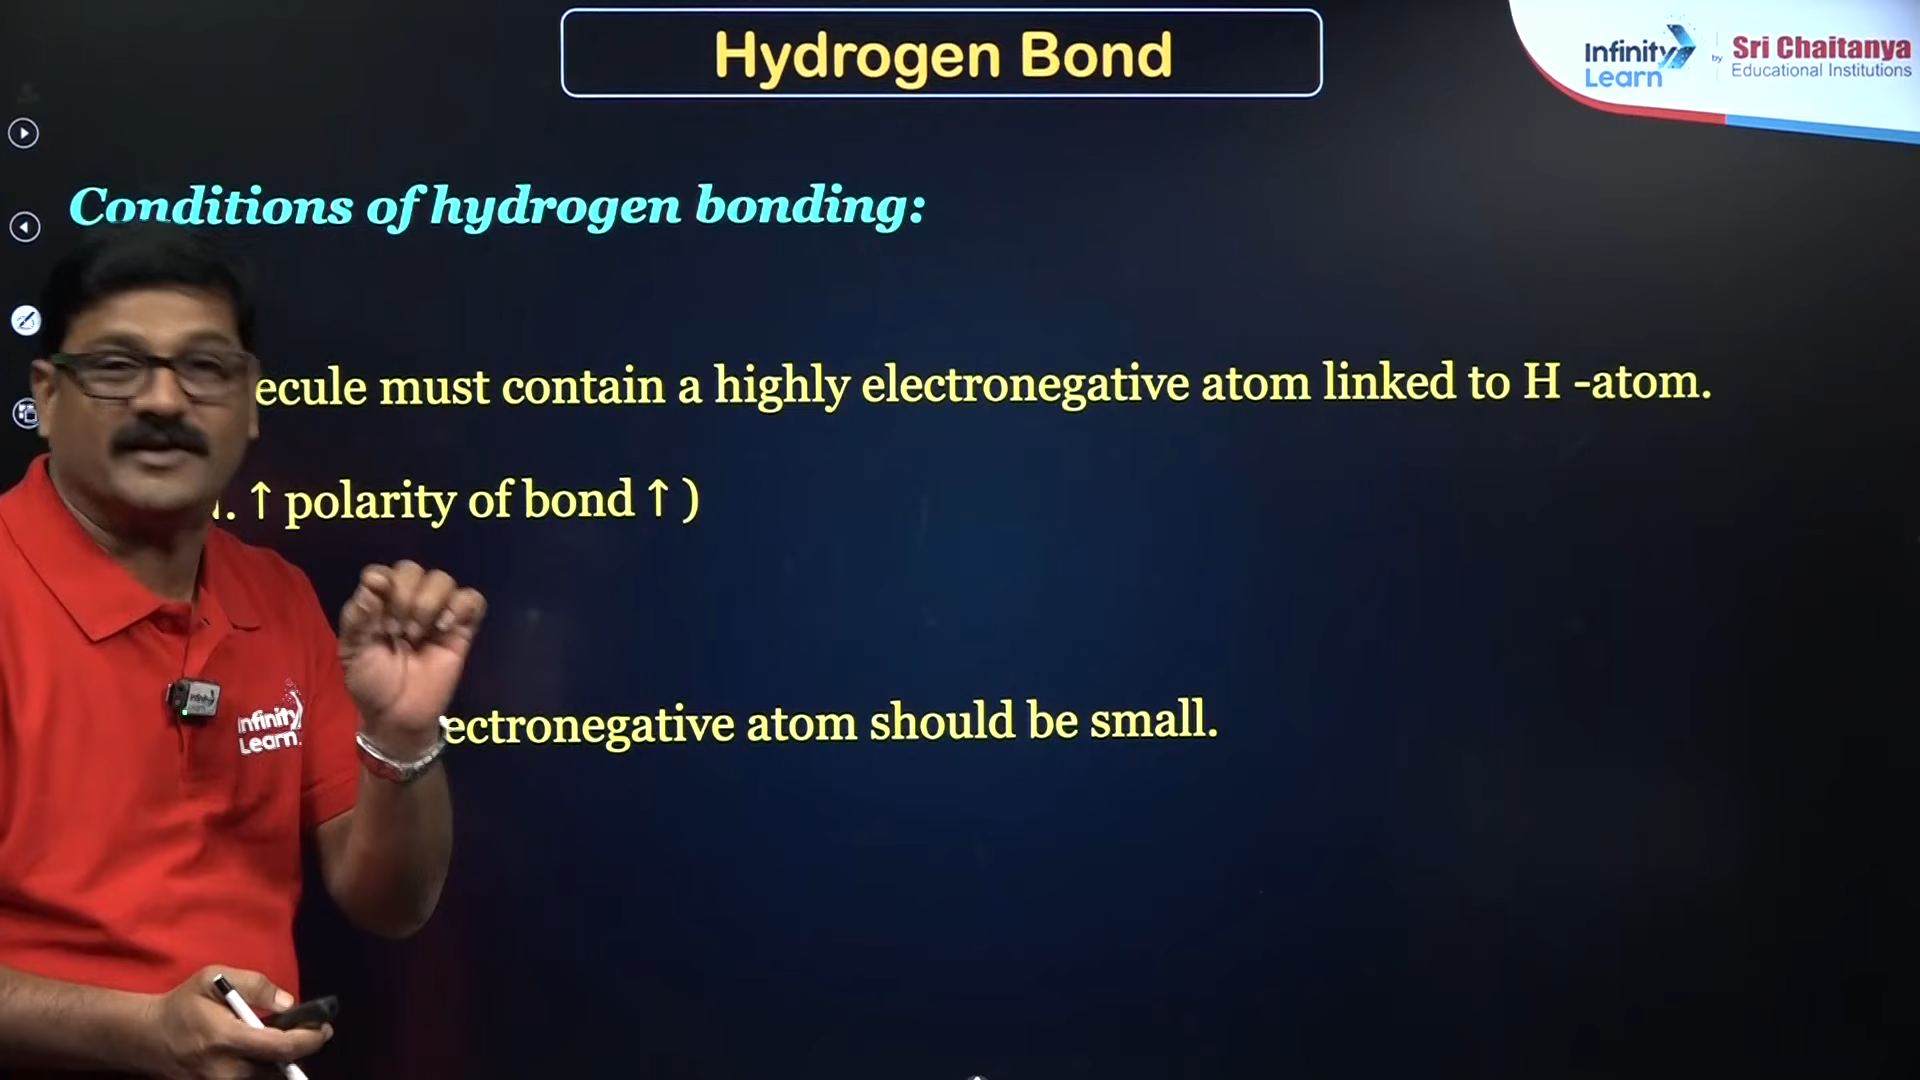 Hydrogen Bond
Infinity Learn by Sri Chaitanya Educational Institutions
Conditions of hydrogen bonding:
ecule must contain a highly electronegative atom linked to H -atom.
. ↑ polarity of bond ↑ )
ectronegative atom should be small.
Infinity
Learn